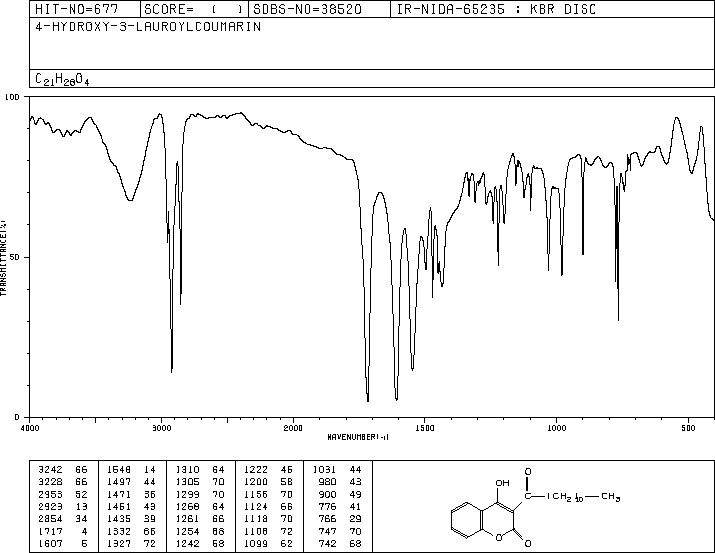 HIT-NO=677 SCORE= ( ) SDBS-NO=38520 IR-NIDA-65235 : KBR DISC
4-HYDROXY-3-LAUROYLCOUMARIN
C21H28O4
100
50
0
TRANSMITTANCE(%)
4000 3000 2000 1500 1000 500
WAVENUMBER(-1)
3242 66 1548 14 1310 64 1222 46 1031 44
3228 66 1497 44 1305 70 1200 58 980 43
2953 52 1471 36 1299 70 1156 70 900 49
2923 13 1451 43 1268 64 1124 66 776 41
2854 34 1435 39 1261 66 1118 70 766 29
1717 4 1332 66 1254 68 1108 72 747 70
1607 5 1327 72 1242 58 1099 62 742 68
O
OH
(CH2)10 CH3
O
O